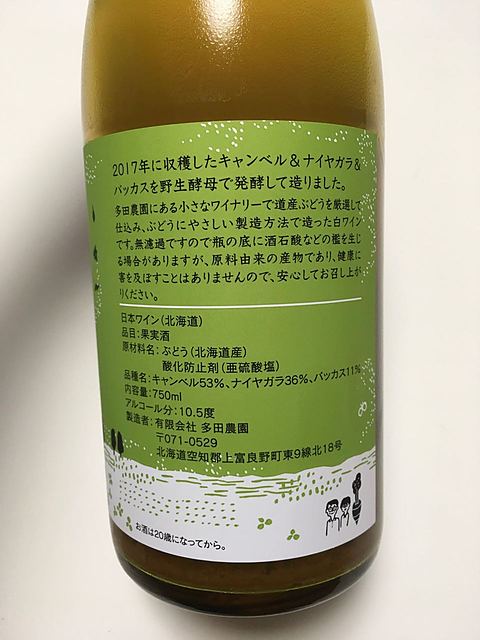 2017年に収穫したキャンベル＆ナイヤガラ＆
バッカスを野生酵母で発酵して造りました。
多田農園にある小さなワイナリーで道産ぶどうを厳選して
仕込み、ぶどうにやさしい製造方法で造った白ワイン
です。無濾過ですので瓶の底に酒石酸などの澱を生じ
る場合がありますが、原料由来の産物であり、健康に
害を及ぼすことはありませんので、安心してお召し上が
りください。
日本ワイン（北海道）
品目：果実酒
原材料名：ぶどう（北海道産）
酸化防止剤（亜硫酸塩）
品種名：キャンベル53%、ナイヤガラ36%、バッカス11%
内容量：750ml
アルコール分：10.5度
製造者：有限会社 多田農園
〒071-0529
北海道空知郡上富良野町東9線北18号
お酒は20歳になってから。